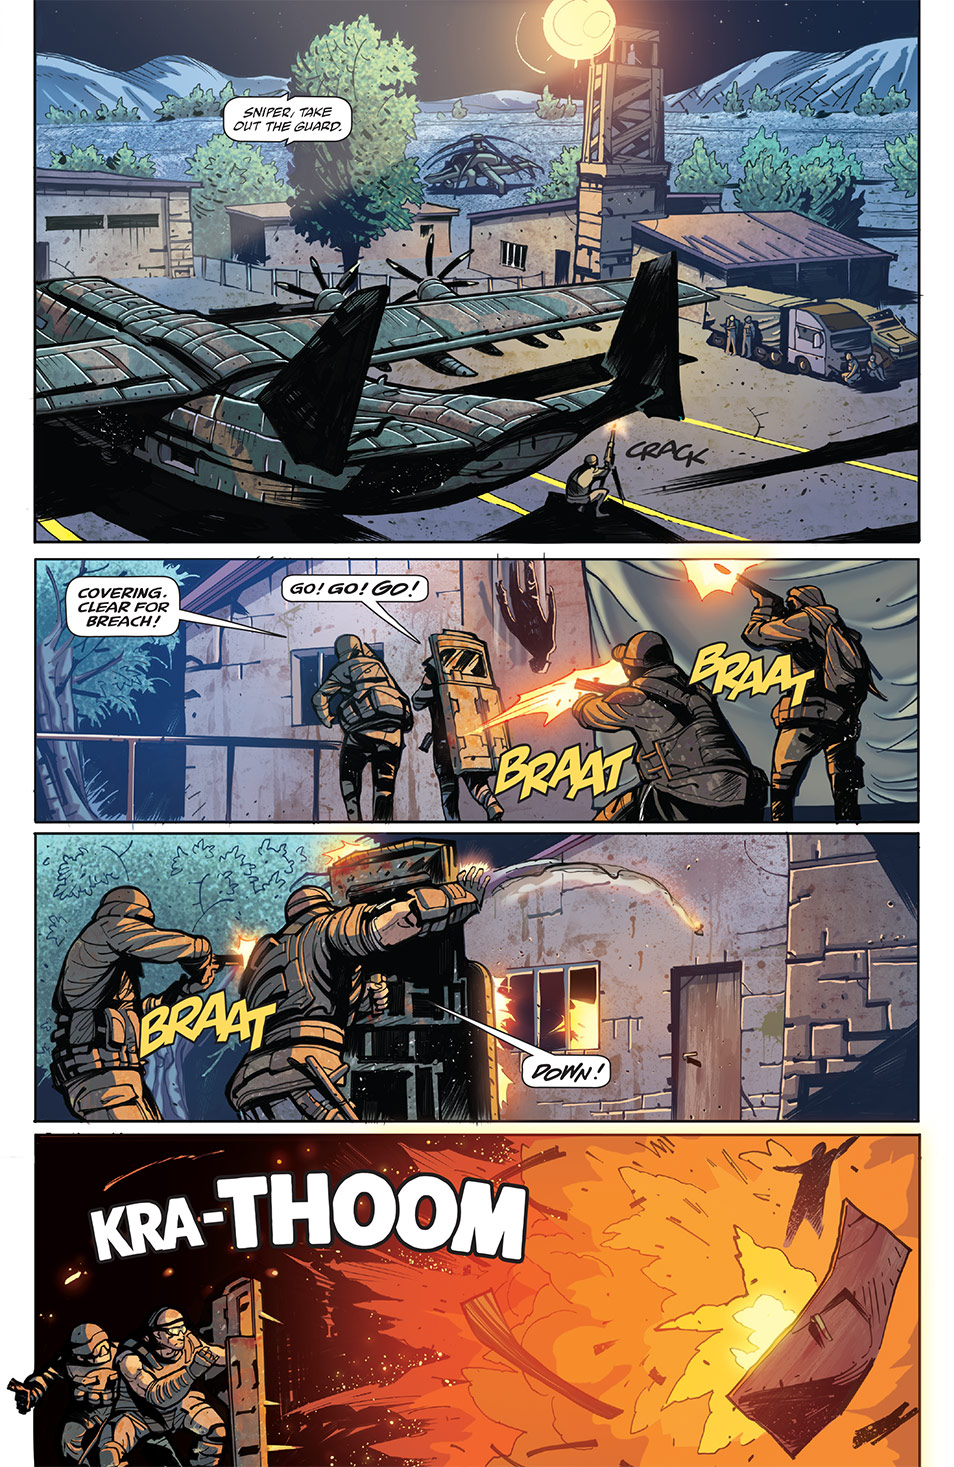 SNIPER, TAKE
OUT THE GUARD.
CRACK
COVERING.
CLEAR FOR
BREACH!
GO! GO! GO!
BRAAT
BRAAT
BRAAT
DOWN!
KRA-THOOM